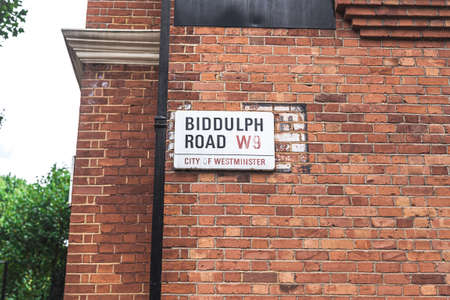 BIDDULPH
ROAD W9
CITY OF WESTMINSTER